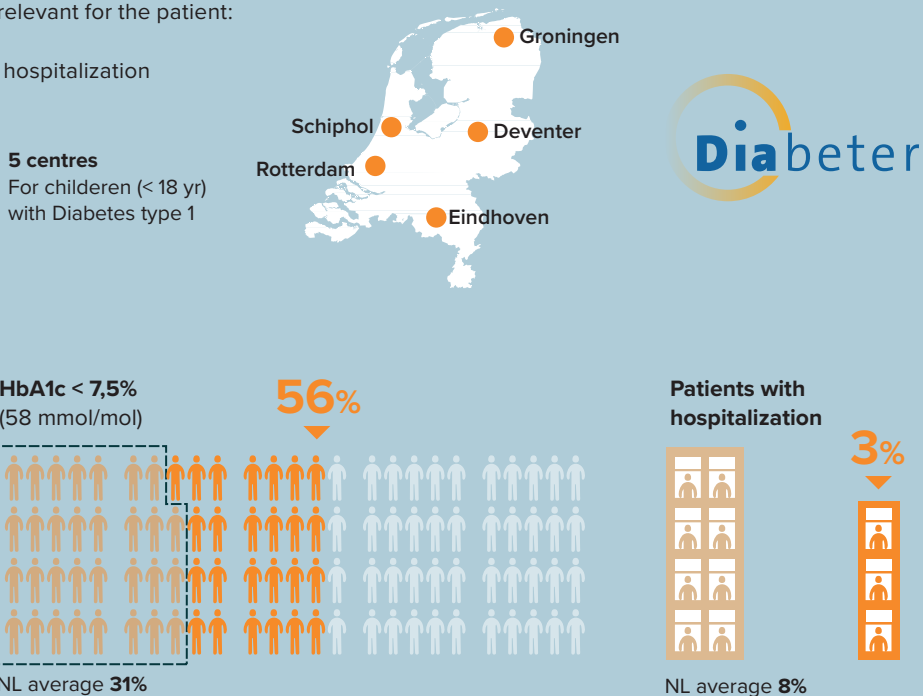 relevant for the patient:
hospitalization
5 centres
For childeren (< 18 yr)
with Diabetes type 1
Groningen
Schiphol
Deventer
Rotterdam
Eindhoven
Diabeter
HbA1c < 7,5%
(58 mmol/mol)
56%
NL average 31%
Patients with
hospitalization
3%
NL average 8%